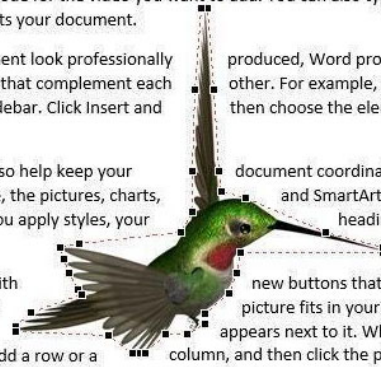 ts your document.
ent look professionally produced, Word pro
that complement each other. For example,
debar. Click Insert and then choose the ele
so help keep your document coordina
, the pictures, charts, and SmartArt
ou apply styles, your headi
ith new buttons that
picture fits in your
appears next to it. W
dd a row or a column, and then click the p